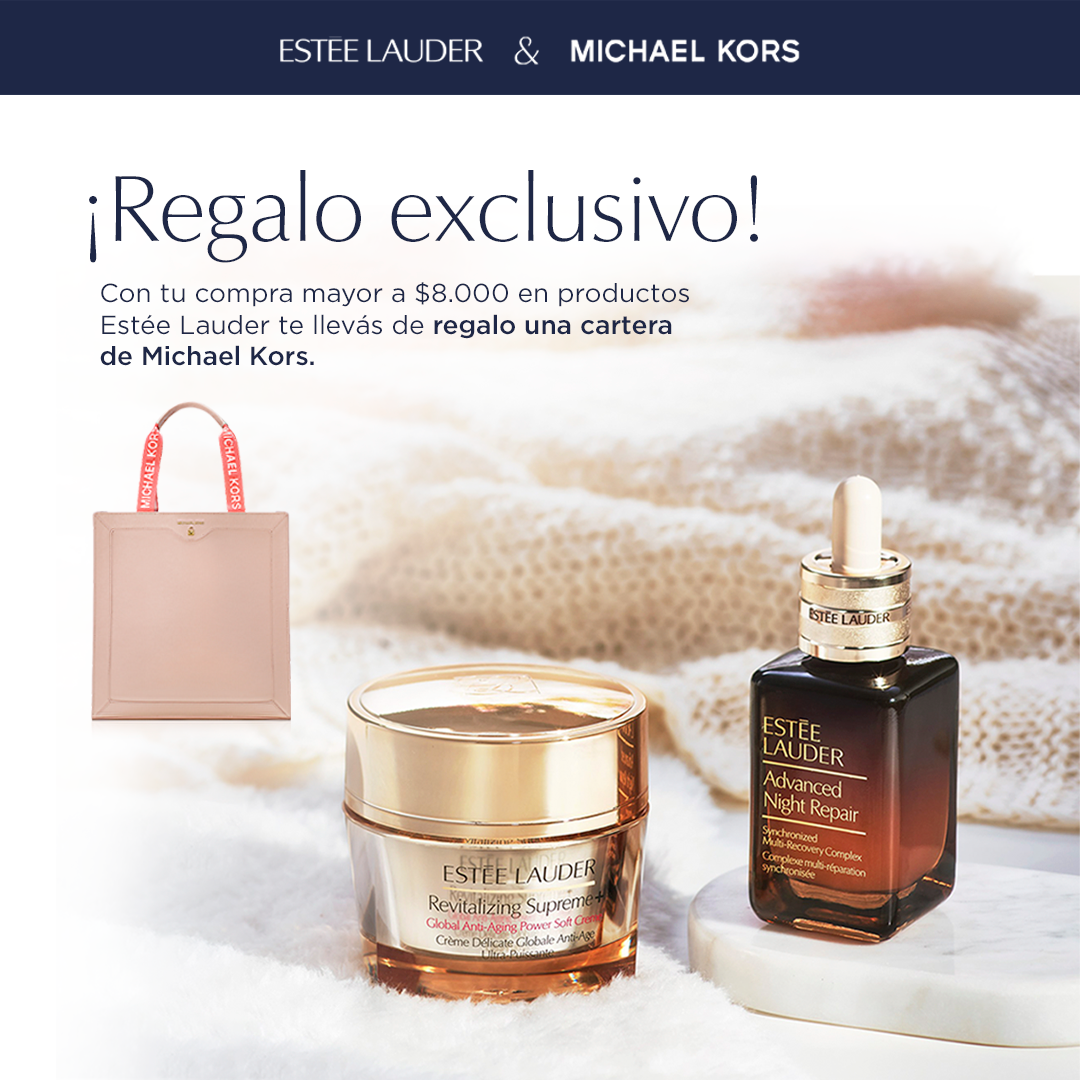 ESTĒE LAUDER & MICHAEL KORS
¡Regalo exclusivo!
Con tu compra mayor a $8.000 en productos
Estée Lauder te llevás de regalo una cartera
de Michael Kors.
MICHAEL KORS
MICHAEL KORS
ESTĒE LAUDER
ESTĒE
LAUDER
Advanced
Night Repair
Synchronized
Multi-Recovery Complex
Complexe multi-réparation
synchronisée
ESTĒE LAUDER
Revitalizing Supreme+
Global Anti-Aging Power Soft Creme
Crème Délicate Globale Anti-Age
Ultra-Puissante